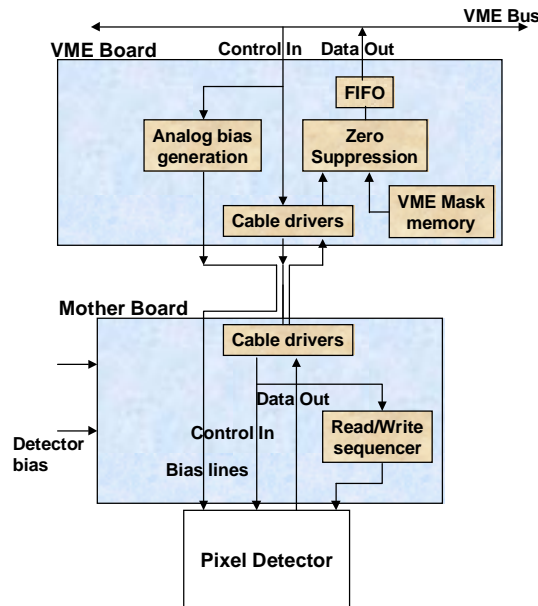 VME Bus
Control In
Data Out
VME Board
FIFO
Analog bias
generation
Zero
Suppression
VME Mask
memory
Cable drivers
Mother Board
Cable drivers
Data Out
Control In
Read/Write
sequencer
Detector
bias
Bias lines
Pixel Detector